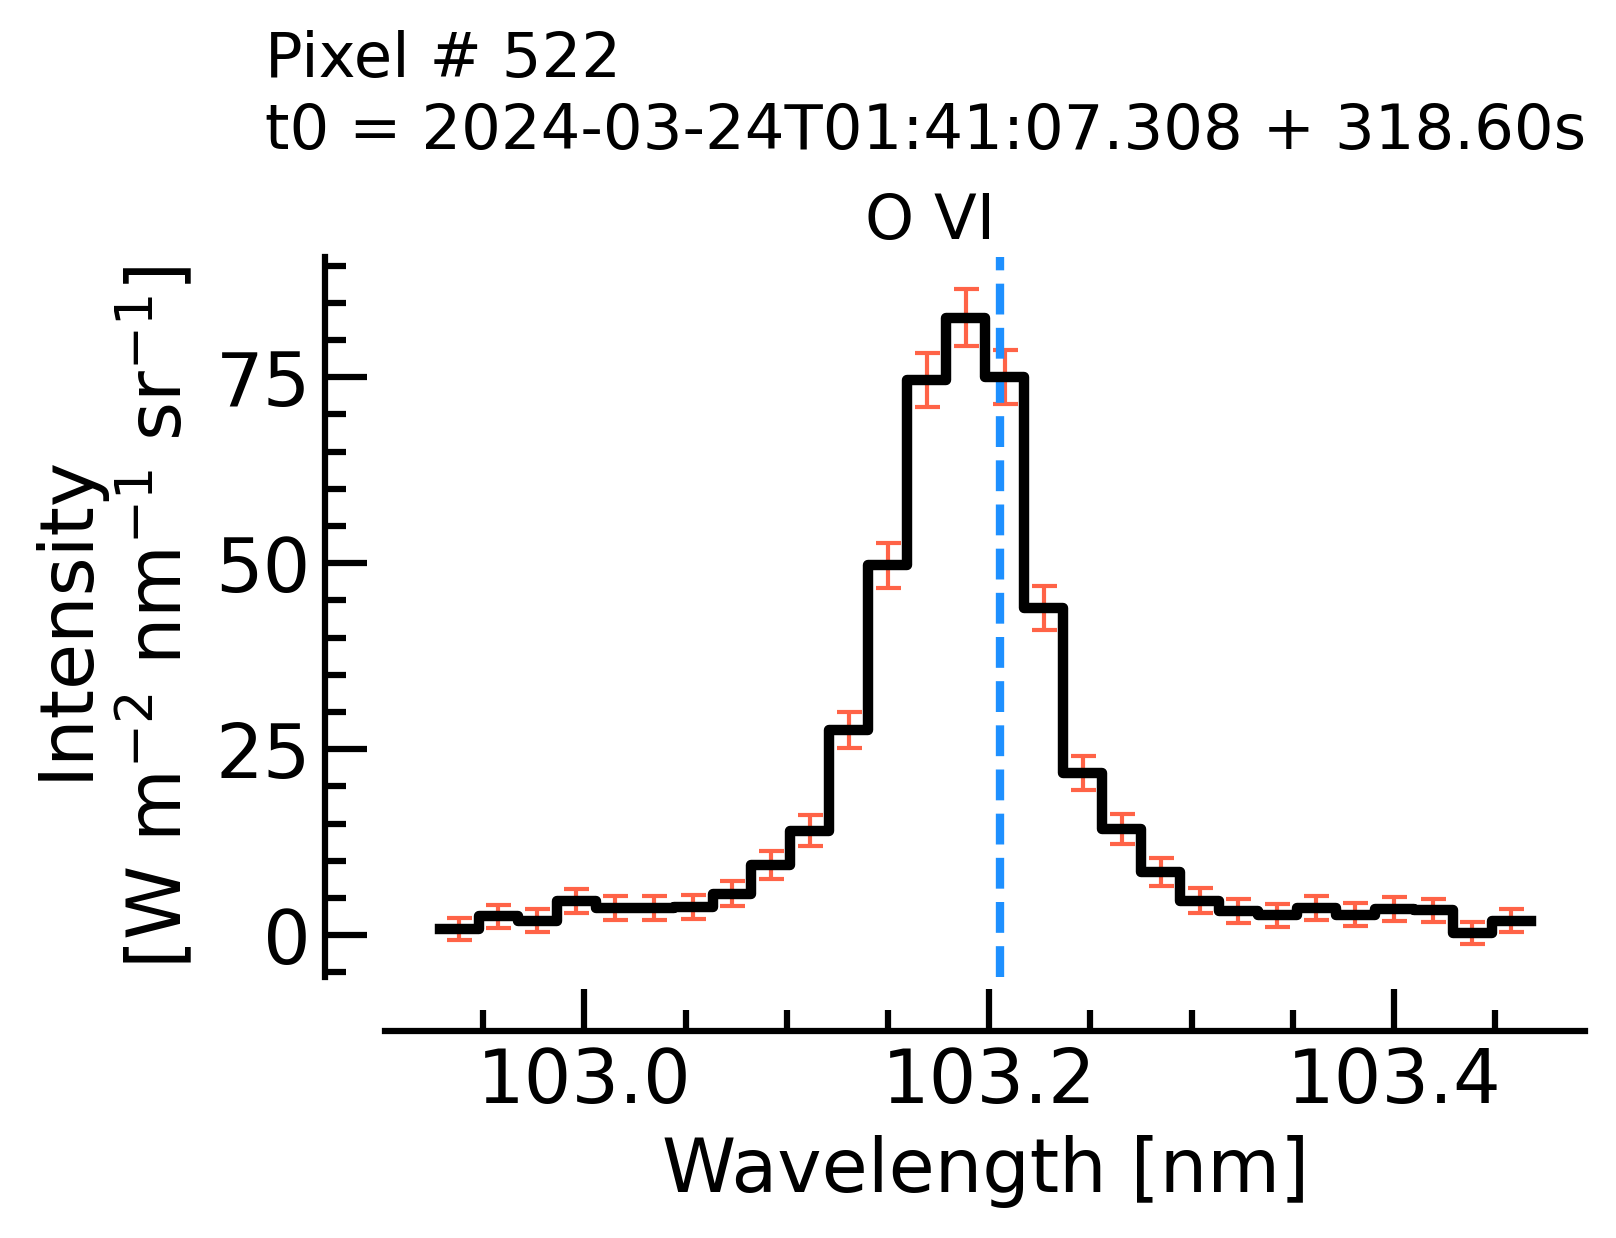 Pixel # 522
t0 = 2024-03-24T01:41:07.308 + 318.60s
O VI
Intensity
[W m⁻² nm⁻¹ sr⁻¹]
75
50
25
0
103.0 103.2 103.4
Wavelength [nm]